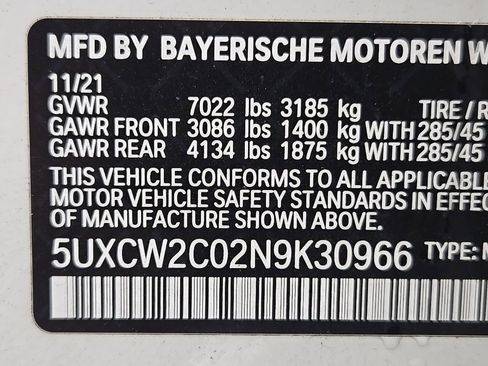 MFD BY BAYERISCHE MOTOREN W
11/21
GVWR 7022 lbs 3185 kg TIRE / R
GAWR FRONT 3086 lbs 1400 kg WITH 285/45
GAWR REAR 4134 lbs 1875 kg WITH 285/45
THIS VEHICLE CONFORMS TO ALL APPLICABLE
MOTOR VEHICLE SAFETY STANDARDS IN EFFECT
OF MANUFACTURE SHOWN ABOVE.
5UXCW2C02N9K30966 TYPE: M